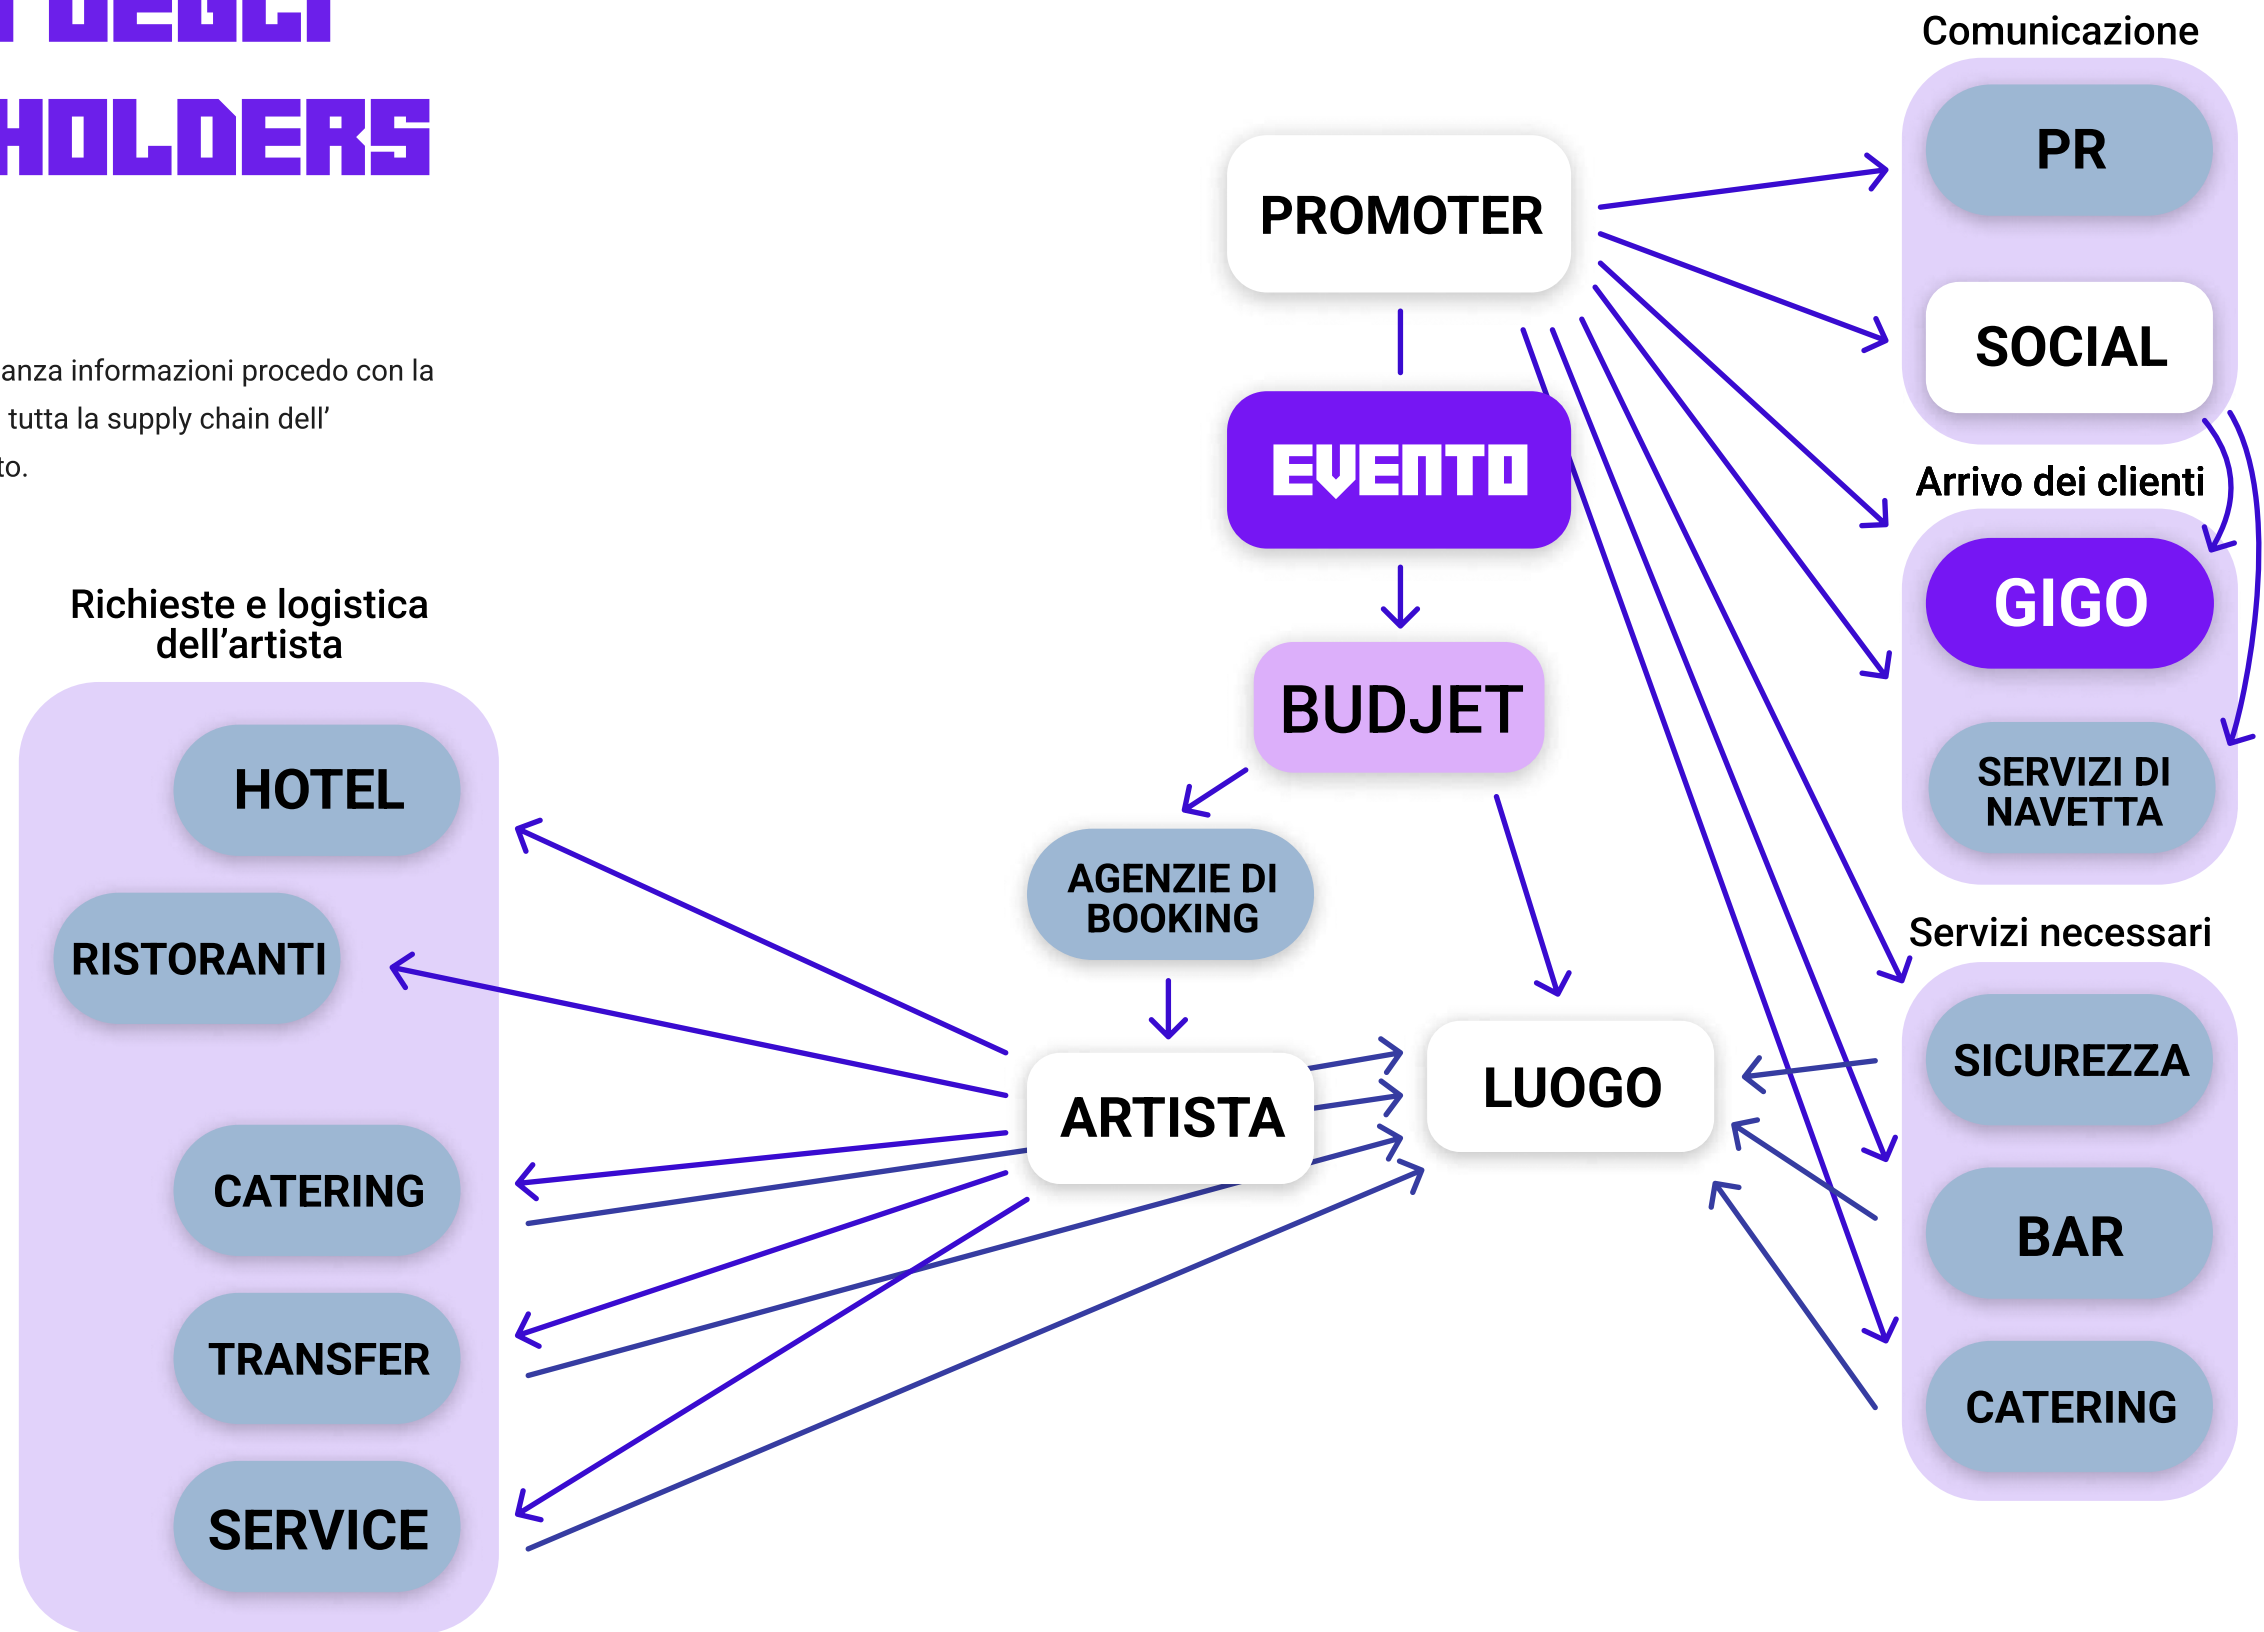 DEGLI
HOLDERS
anza informazioni procedo con la
tutta la supply chain dell’
to.
PROMOTER
EVENTO
BUDJET
AGENZIE DI
BOOKING
ARTISTA
LUOGO
Richieste e logistica
dell’artista
HOTEL
RISTORANTI
CATERING
TRANSFER
SERVICE
Comunicazione
PR
SOCIAL
Arrivo dei clienti
GIGO
SERVIZI DI
NAVETTA
Servizi necessari
SICUREZZA
BAR
CATERING